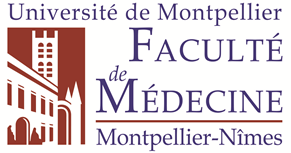 Université de Montpellier
FACULTÉ
de
MÉDECINE
Montpellier-Nîmes